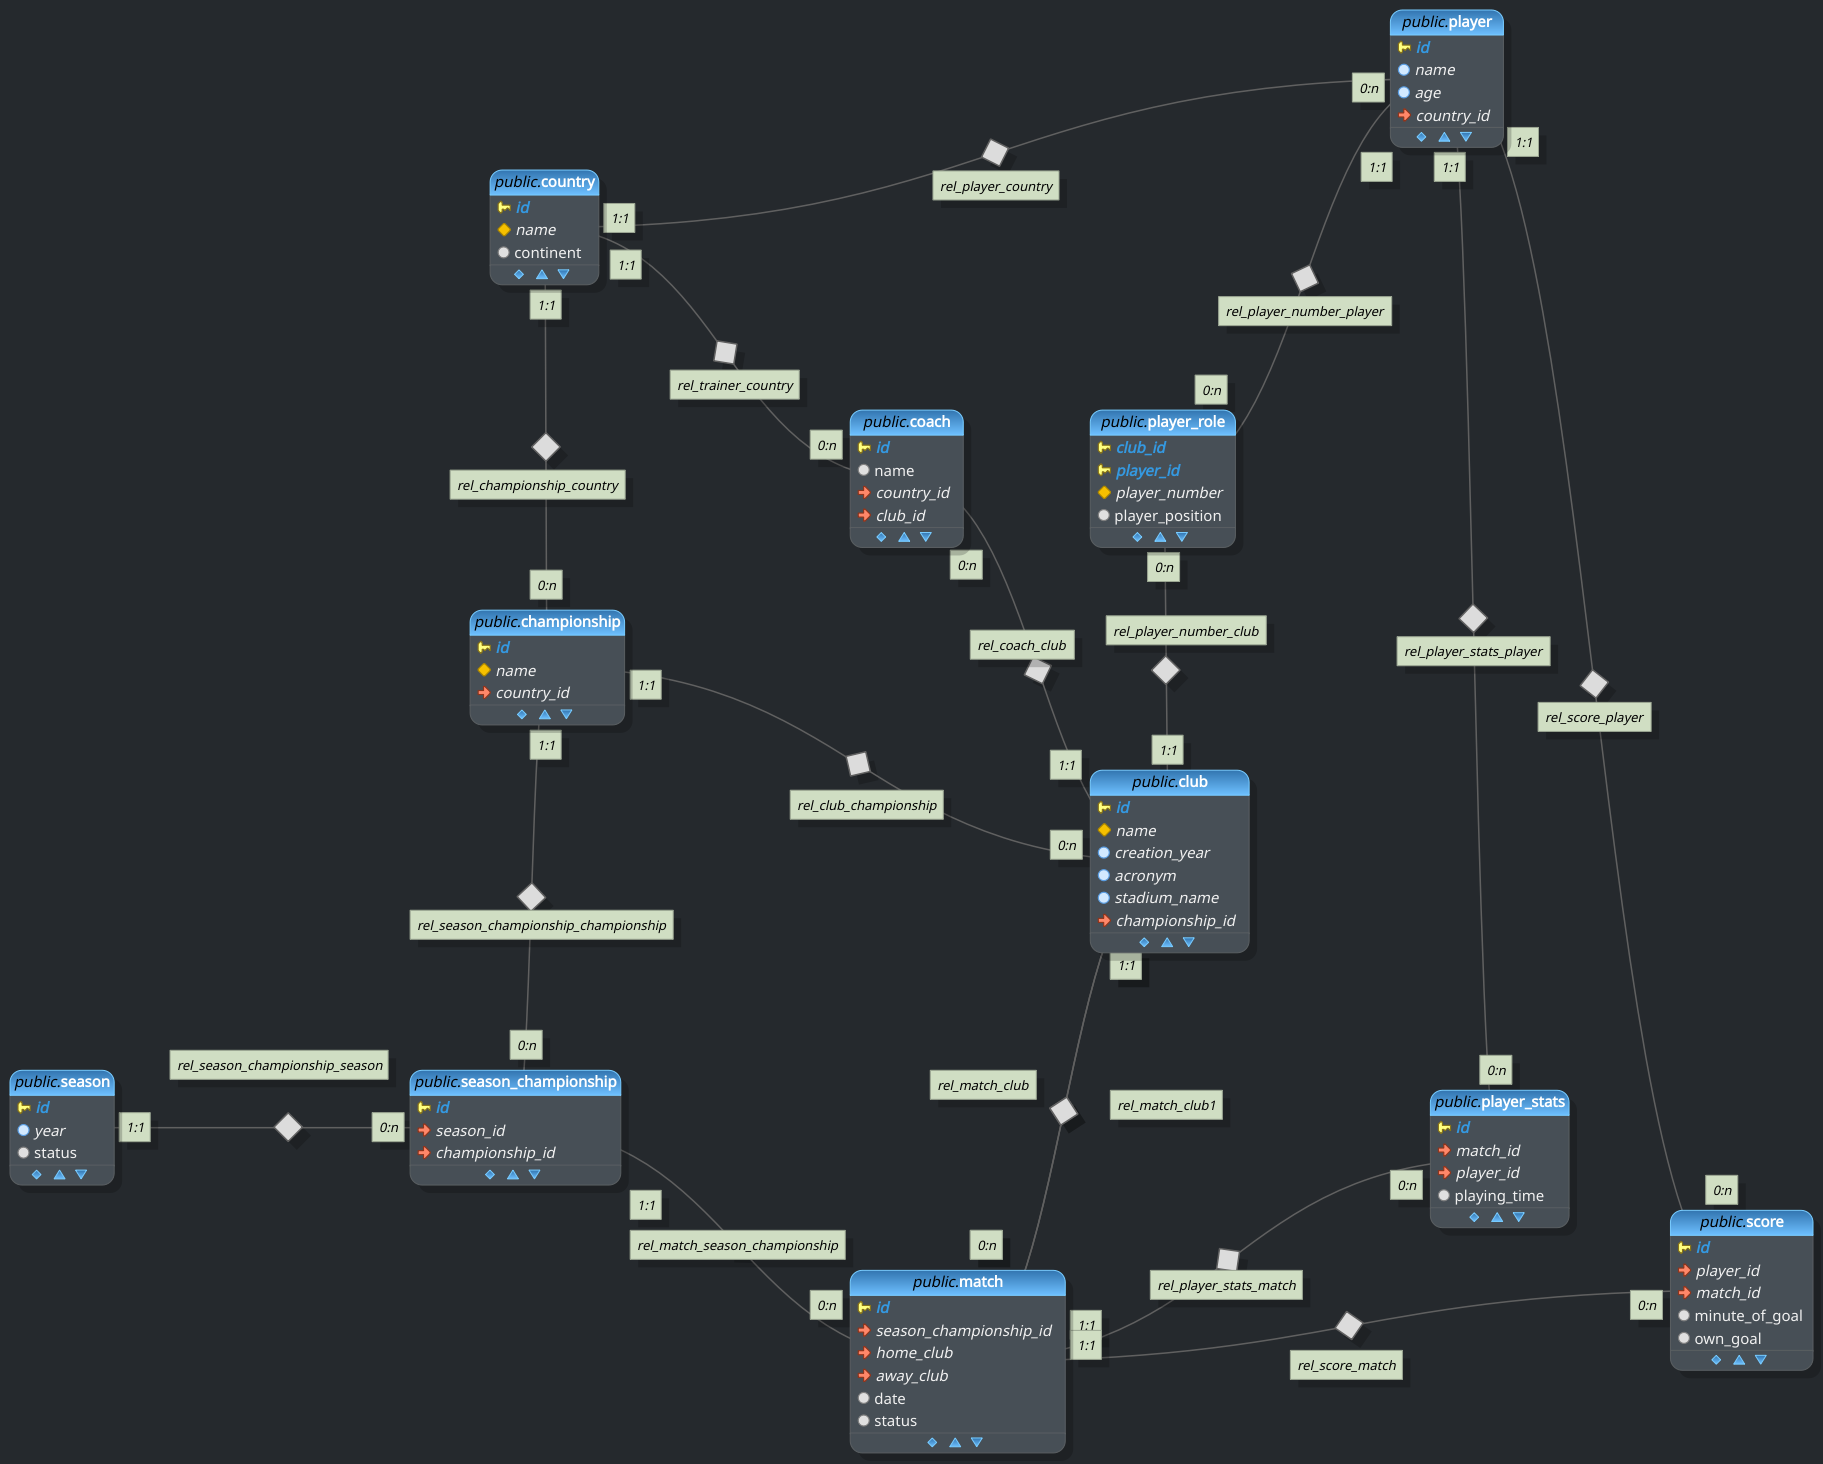 public.player
id
name
age
country_id
0:n
1:1
1:1
1:1
rel_player_country
public.country
id
name
continent
1:1
1:1
1:1
rel_player_number_player
rel_trainer_country
0:n
public.coach
id
name
country_id
club_id
0:n
0:n
public.player_role
club_id
player_id
player_number
player_position
0:n
rel_championship_country
0:n
public.championship
id
name
country_id
1:1
1:1
rel_coach_club
rel_player_number_club
rel_player_stats_player
rel_score_player
1:1
1:1
public.club
id
name
creation_year
acronym
stadium_name
championship_id
1:1
rel_club_championship
0:n
rel_season_championship_championship
0:n
rel_season_championship_season
public.season
id
year
status
1:1
0:n
public.season_championship
id
season_id
championship_id
rel_match_club
rel_match_club1
0:n
public.player_stats
id
match_id
player_id
playing_time
0:n
1:1
rel_match_season_championship
0:n
0:n
public.match
id
season_championship_id
home_club
away_club
date
status
1:1
1:1
rel_player_stats_match
rel_score_match
0:n
0:n
public.score
id
player_id
match_id
minute_of_goal
own_goal